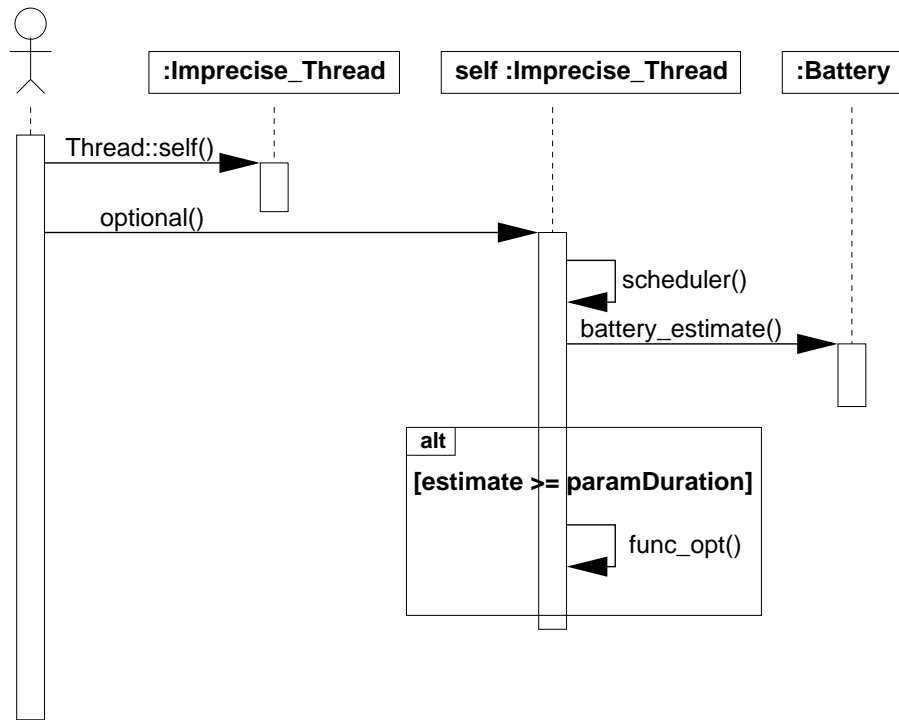 :Imprecise_Thread
self :Imprecise_Thread
:Battery
Thread::self()
optional()
scheduler()
battery_estimate()
alt
[estimate >= paramDuration]
func_opt()